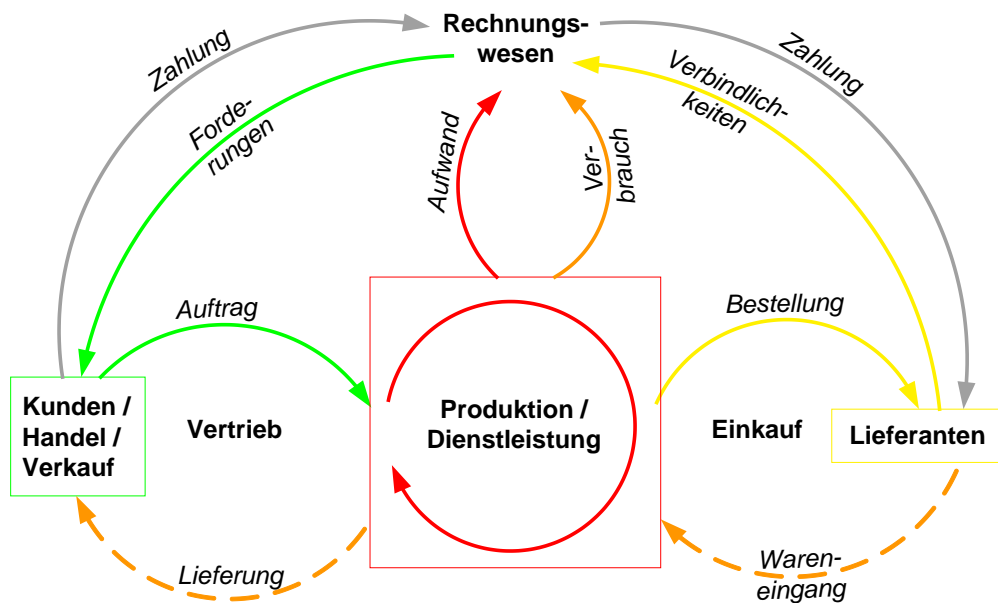 Rechnungs-
wesen
Zahlung
Zahlung
Forde-
rungen
Verbindlich-
keiten
Aufwand
Ver-
brauch
Auftrag
Bestellung
Kunden /
Handel /
Verkauf
Vertrieb
Produktion /
Dienstleistung
Einkauf
Lieferanten
Lieferung
Waren-
eingang